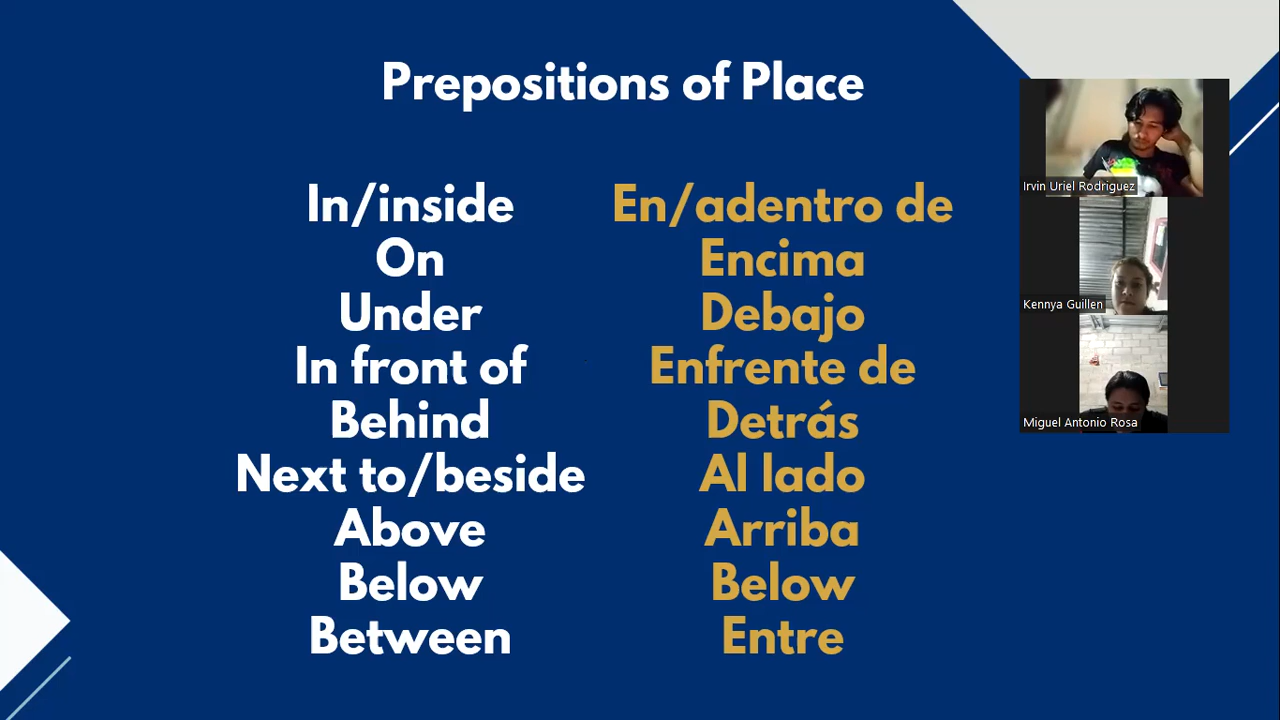 Prepositions of Place
In/inside En/adentro de
On Encima
Under Debajo
In front of Enfrente de
Behind Detrás
Next to/beside Al lado
Above Arriba
Below Below
Between Entre
Irvin Uriel Rodriguez
Kennya Guillen
Miguel Antonio Rosa